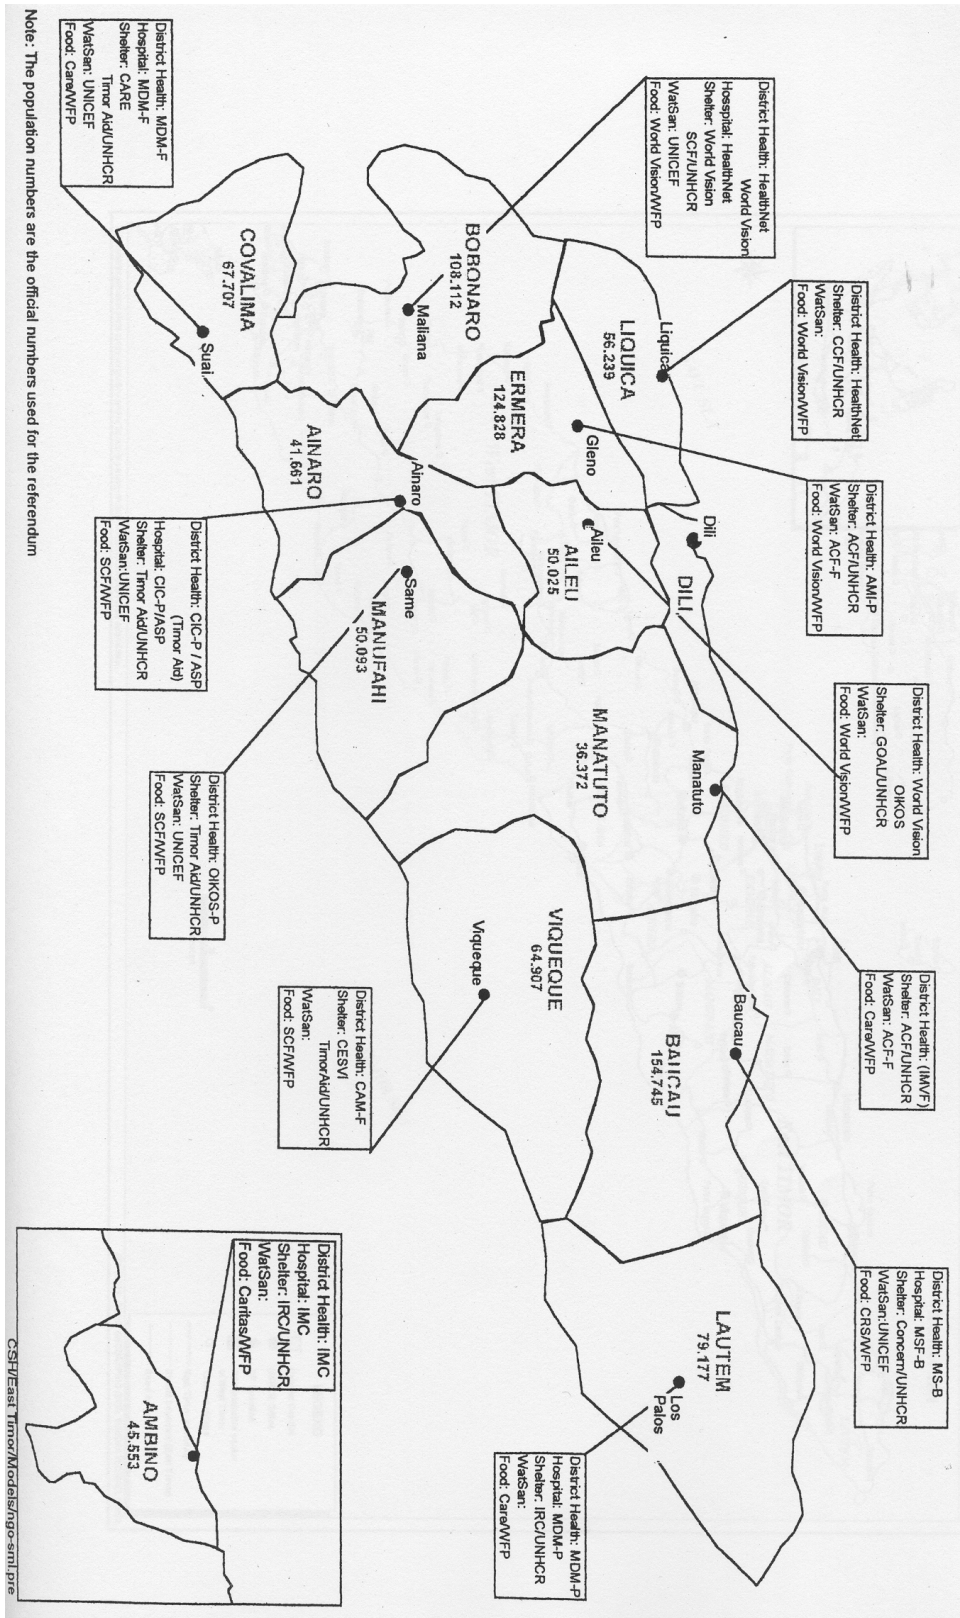 District Health: HealthNet
World Vision
Hosspital: HealthNet
Shelter: World Vision
SCF/UNHCR
WatSan: UNICEF
Food: World Vision/WFP
District Health: HealthNet
Shelter: CCF/UNHCR
WatSan:
Food: World Vision/WFP
District Health: AMI-P
Shelter: ACF/UNHCR
WatSan: ACF-F
Food: World Vision/WFP
District Health: World Vision
OIKOS
Shelter: GOAL/UNHCR
WatSan:
Food: World Vision/WFP
District Health: (IMVF)
Shelter: ACF/UNHCR
WatSan: ACF-F
Food: Care/WFP
District Health: MS-B
Hospital: MSF-B
Shelter: Concern/UNHCR
WatSan:UNICEF
Food: CRS/WFP
Liquica
LIQUICA
56.239
Dili
DILI
Manatuto
MANATUTO
36.372
Baucau
BAUCAU
154.745
Los
Palos
LAUTEM
79.177
BOBONARO
108.112
Maliana
ERMERA
124.828
Gleno
Aileu
AILEU
50.025
VIQUEQUE
64.907
Viqueque
COVALIMA
67.707
Suai
AINARO
41.661
Ainaro
Same
MANUFAHI
50.093
District Health: MDM-F
Hospital: MDM-F
Shelter: CARE
Timor Aid/UNHCR
WatSan: UNICEF
Food: Care/WFP
District Health: CIC-P / ASP
(Timor Aid)
Hospital: CIC-P/ASP
Shelter: Timor Aid/UNHCR
WatSan:UNICEF
Food: SCF/WFP
District Health: OIKOS-P
Shelter: Timor Aid/UNHCR
WatSan: UNICEF
Food: SCF/WFP
District Health: CAM-F
Shelter: CESVI
TimorAid/UNHCR
WatSan:
Food: SCF/WFP
District Health: MDM-P
Hospital: MDM-P
Shelter: IRC/UNHCR
WatSan:
Food: Care/WFP
District Health: IMC
Hospital: IMC
Shelter: IRC/UNHCR
WatSan:
Food: Caritas/WFP
AMBINO
45.553
Note: The population numbers are the official numbers used for the referendum
CSHI/East Timor/Models/ngo-sml.pre